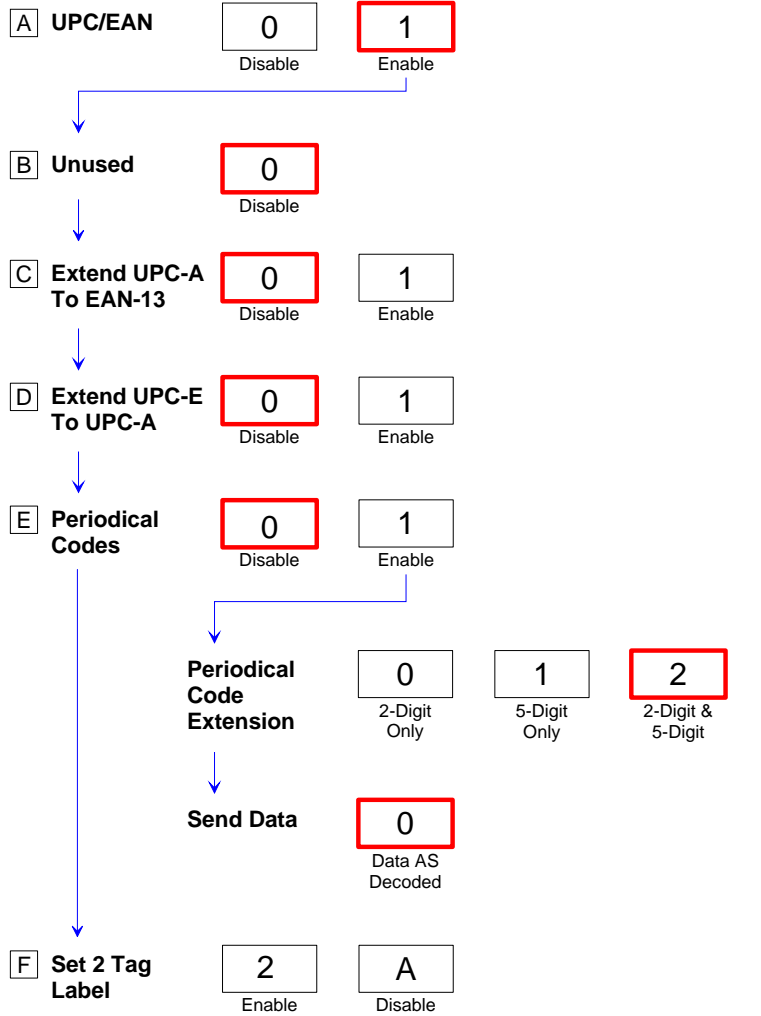 A UPC/EAN 0 1
Disable Enable
B Unused 0
Disable
C Extend UPC-A 0 1
To EAN-13
Disable Enable
D Extend UPC-E 0 1
To UPC-A
Disable Enable
E Periodical 0 1
Codes
Disable Enable
Periodical 0 1 2
Code
2-Digit 5-Digit 2-Digit &
Extension
Only Only 5-Digit
Send Data 0
Data AS
Decoded
F Set 2 Tag 2 A
Label
Enable Disable